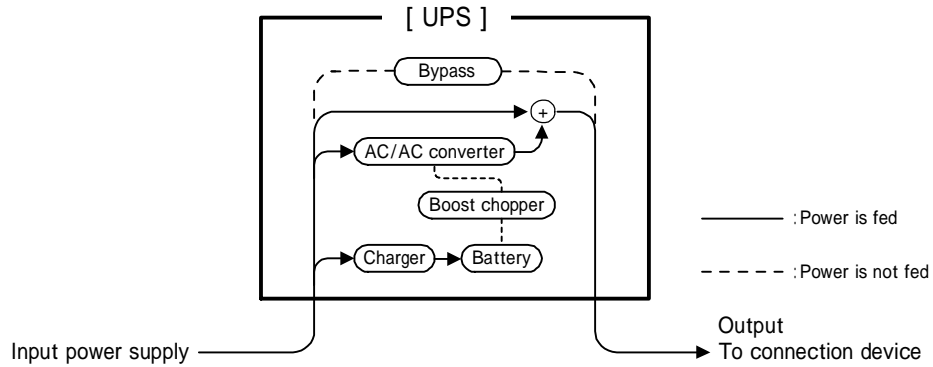 [ UPS ]
Bypass
+
AC/AC converter
Boost chopper
Charger
Battery
:Power is fed
:Power is not fed
Input power supply
Output
To connection device